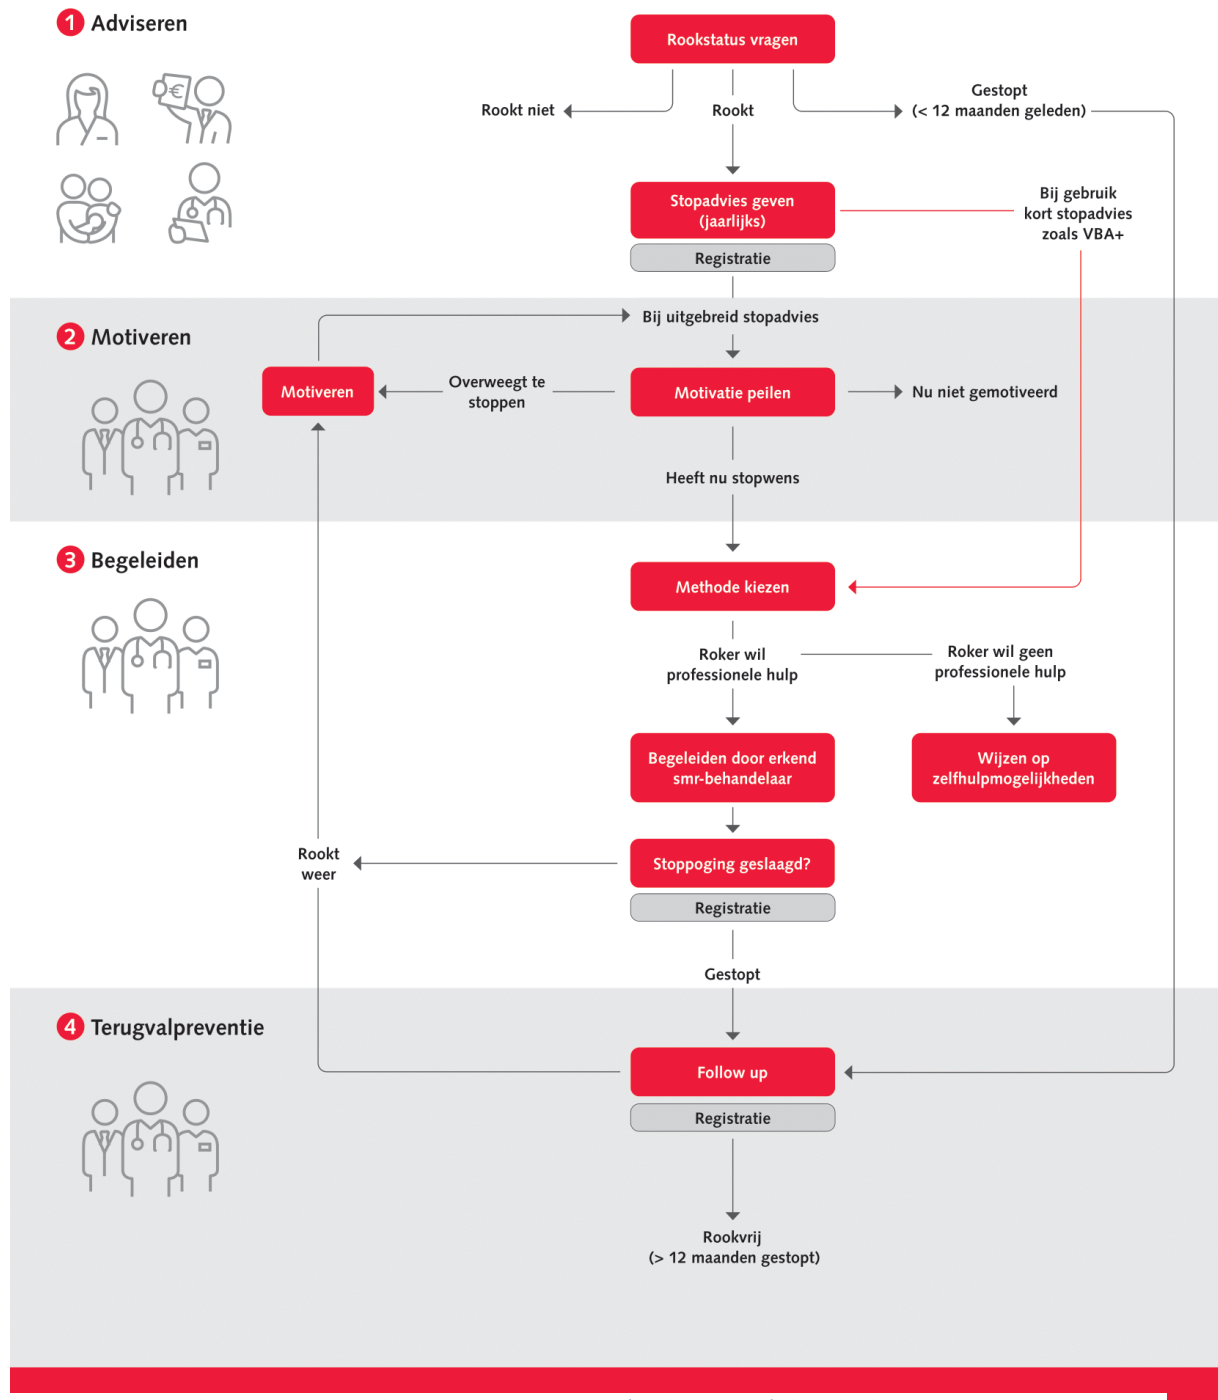 1 Adviseren
Rookstatus vragen
Rookt niet
Rookt
Gestopt
(< 12 maanden geleden)
€
Stopadvies geven
(jaarlijks)
Registratie
Bij gebruik
kort stopadvies
zoals VBA+
2 Motiveren
Bij uitgebreid stopadvies
Motiveren
Overweegt te
stoppen
Motivatie peilen
Nu niet gemotiveerd
Heeft nu stopwens
3 Begeleiden
Methode kiezen
Roker wil
professionele hulp
Roker wil geen
professionele hulp
Begeleiden door erkend
smr-behandelaar
Wijzen op
zelfhulpmogelijkheden
Rookt
weer
Stoppoging geslaagd?
Registratie
Gestopt
4 Terugvalpreventie
Follow up
Registratie
Rookvrij
(> 12 maanden gestopt)